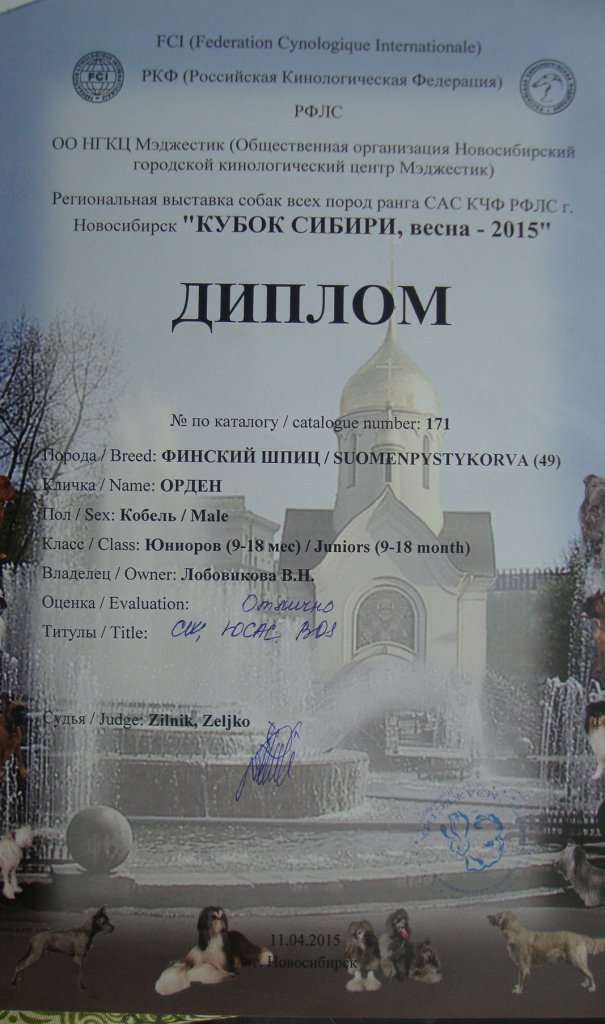 FCI (Federation Cynologique Internationale)
FCI
РКФ (Российская Кинологическая Федерация)
РФЛС
ОО НГКЦ Мэджестик (Общественная организация Новосибирский
городской кинологический центр Мэджестик)
Региональная выставка собак всех пород ранга САС КЧФ РФЛС г.
Новосибирск "КУБОК СИБИРИ, весна - 2015"
ДИПЛОМ
№ по каталогу / catalogue number: 171
Порода / Breed: ФИНСКИЙ ШПИЦ / SUOMENPYSTYKORVA (49)
Кличка / Name: ОРДЕН
Пол / Sex: Кобель / Male
Класс / Class: Юниоров (9-18 мес) / Juniors (9-18 month)
Владелец / Owner: Лобовикова В.Н.
Оценка / Evaluation: Отлично
Титулы / Title: CW, ЮСАС, BOS
Судья / Judge: Zilnik, Zeljko
11.04.2015
г. Новосибирск